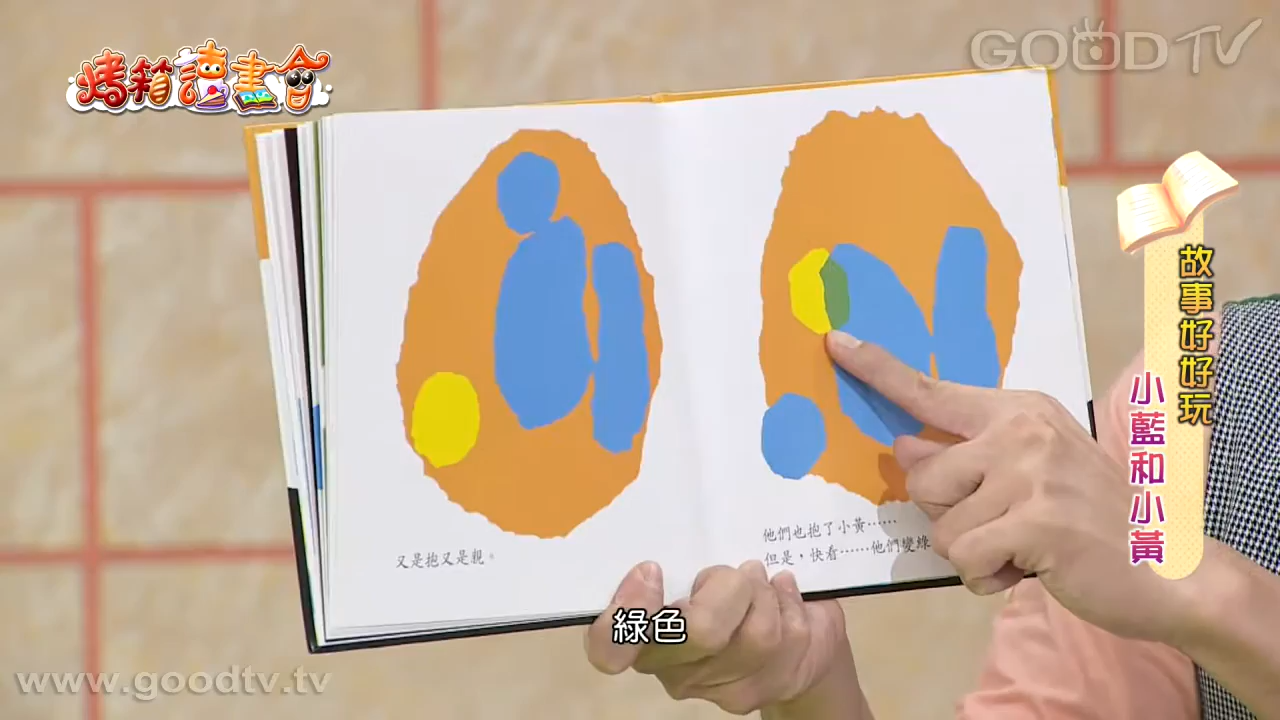 烤箱讀書會
GOOD TV
故事好好玩
小藍和小黃
又是抱又是親。
他們也抱了小黃……
但是，快看……他們變綠
綠色
www.goodtv.tv